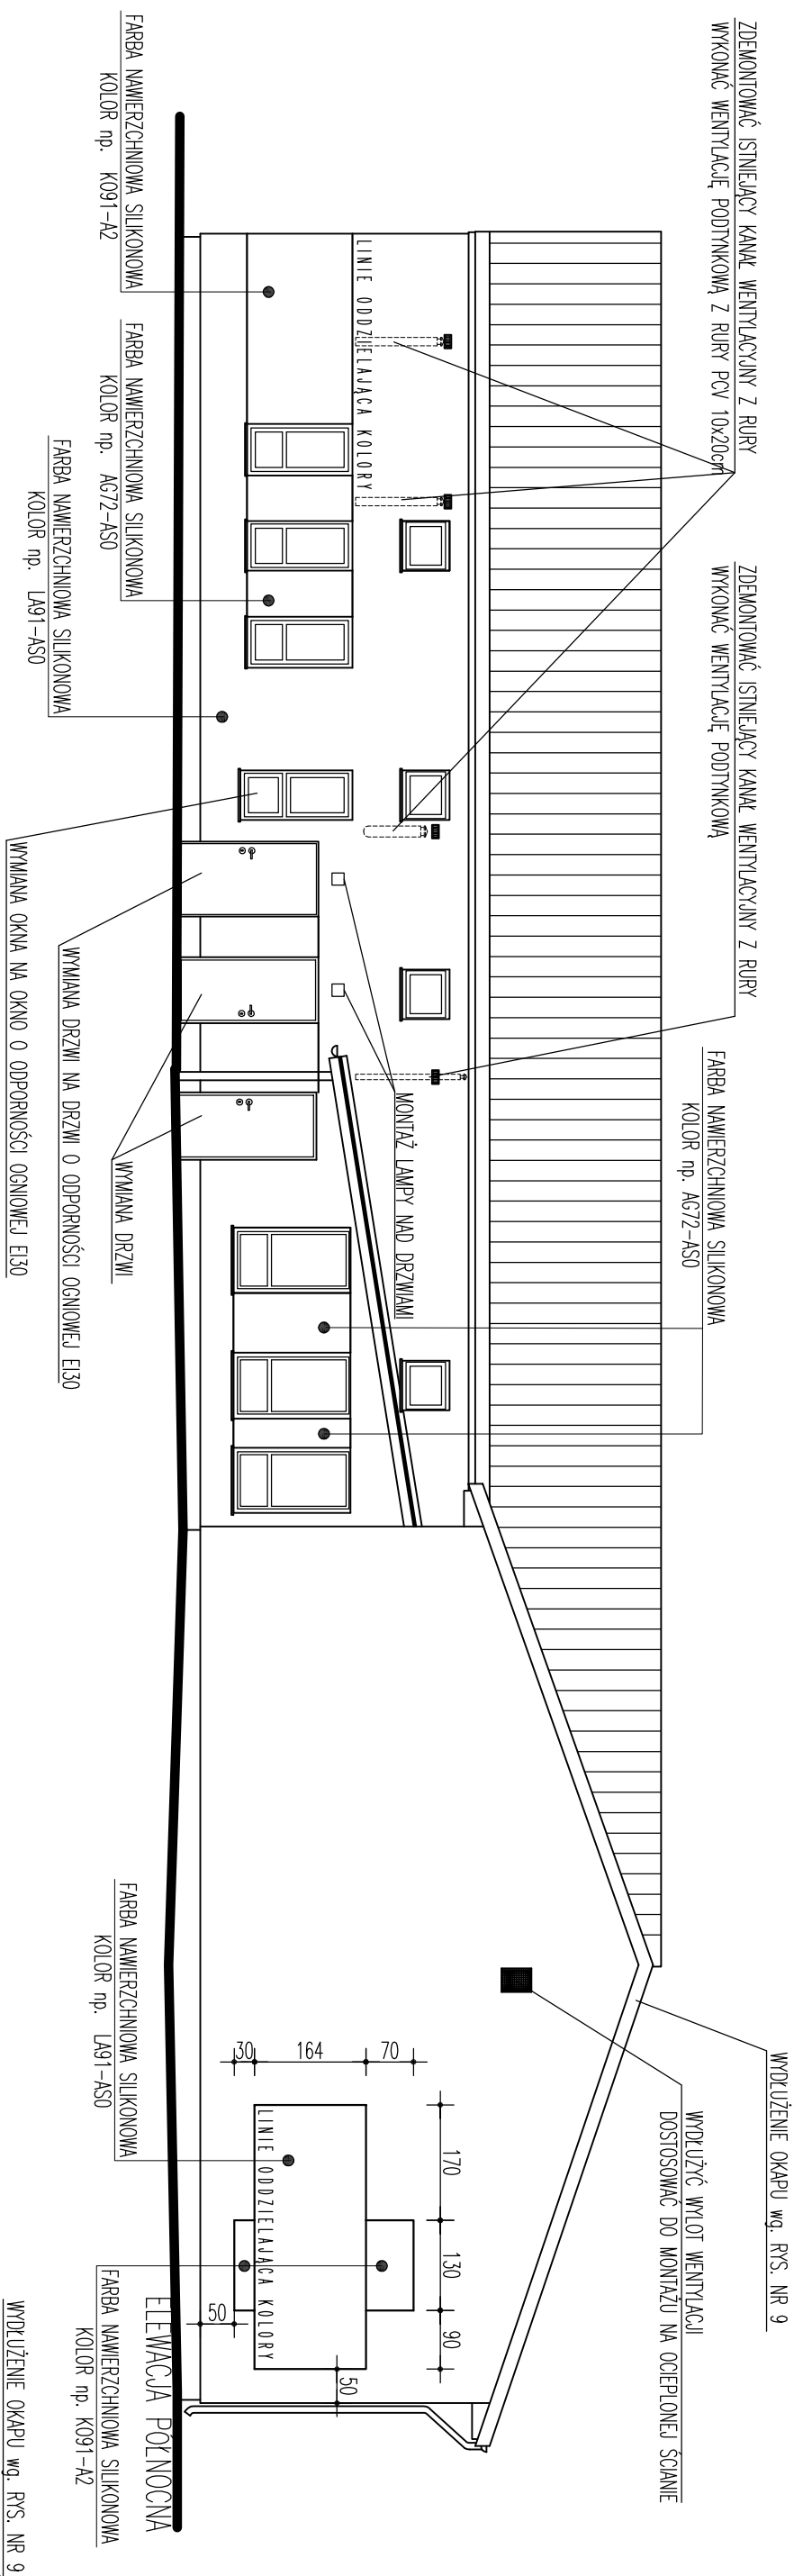 ZDEMONTOWAĆ ISTNIEJĄCY KANAŁ WENTYLACYJNY Z RURY
WYKONAĆ WENTYLACJĘ PODTYNKOWĄ Z RURY PCV 10x20cm
ZDEMONTOWAĆ ISTNIEJĄCY KANAŁ WENTYLACYJNY Z RURY
WYKONAĆ WENTYLACJĘ PODTYNKOWĄ
FARBA NAWIERZCHNIOWA SILIKONOWA
KOLOR np. AG72-AS0
WYDŁUŻENIE OKAPU wg. RYS. NR 9
WYDŁUŻYĆ WYLOT WENTYLACJI
DOSTOSOWAĆ DO MONTAŻU NA OCIEPLONEJ ŚCIANIE
LINIE ODDZIELAJĄCA KOLORY
MONTAŻ LAMPY NAD DRZWIAMI
170
130
90
70
164
30
50
50
LINIE ODDZIELAJĄCA KOLORY
FARBA NAWIERZCHNIOWA SILIKONOWA
KOLOR np. K091-A2
FARBA NAWIERZCHNIOWA SILIKONOWA
KOLOR np. AG72-AS0
FARBA NAWIERZCHNIOWA SILIKONOWA
KOLOR np. LA91-AS0
WYMIANA DRZWI
WYMIANA DRZWI NA DRZWI O ODPORNOŚCI OGNIOWEJ EI30
WYMIANA OKNA NA OKNO O ODPORNOŚCI OGNIOWEJ EI30
FARBA NAWIERZCHNIOWA SILIKONOWA
KOLOR np. LA91-AS0
ELEWACJA PÓŁNOCNA
FARBA NAWIERZCHNIOWA SILIKONOWA
KOLOR np. K091-A2
WYDŁUŻENIE OKAPU wg. RYS. NR 9